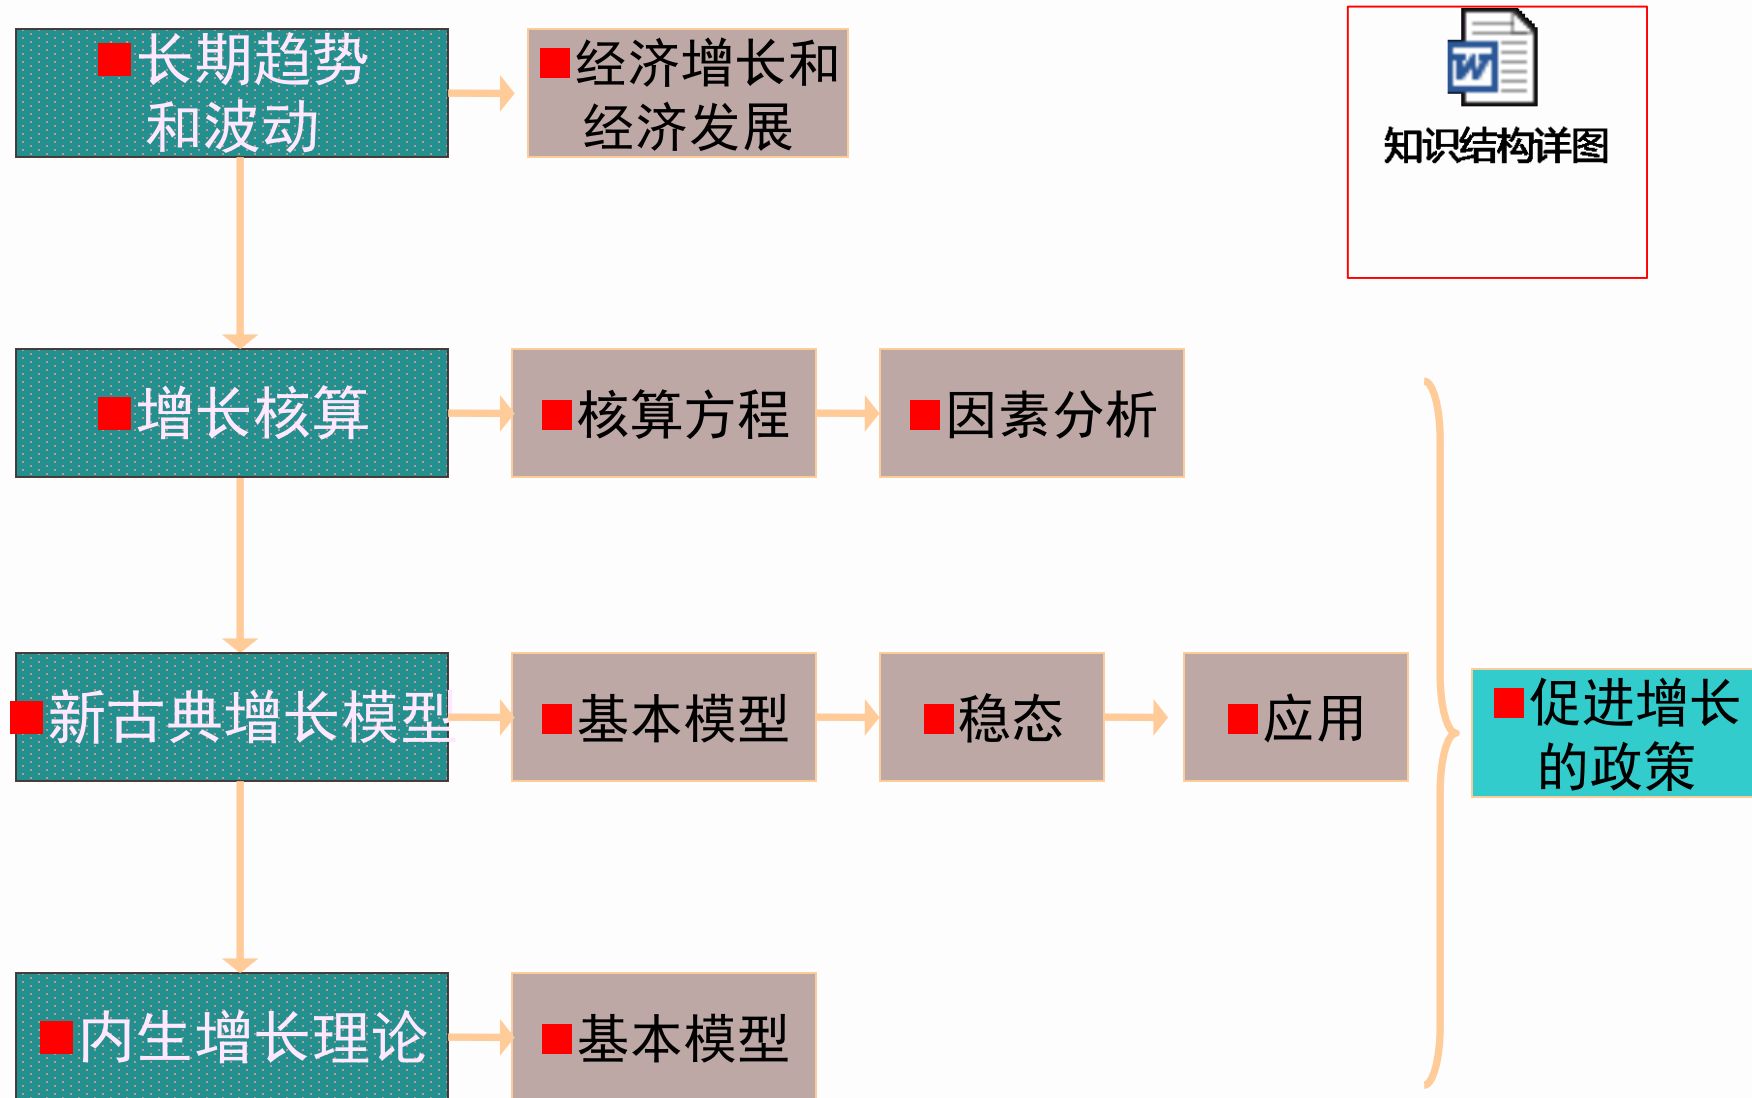 长期趋势
和波动
经济增长和
经济发展
知识结构详图
增长核算
核算方程
因素分析
新古典增长模型
基本模型
稳态
应用
促进增长
的政策
内生增长理论
基本模型